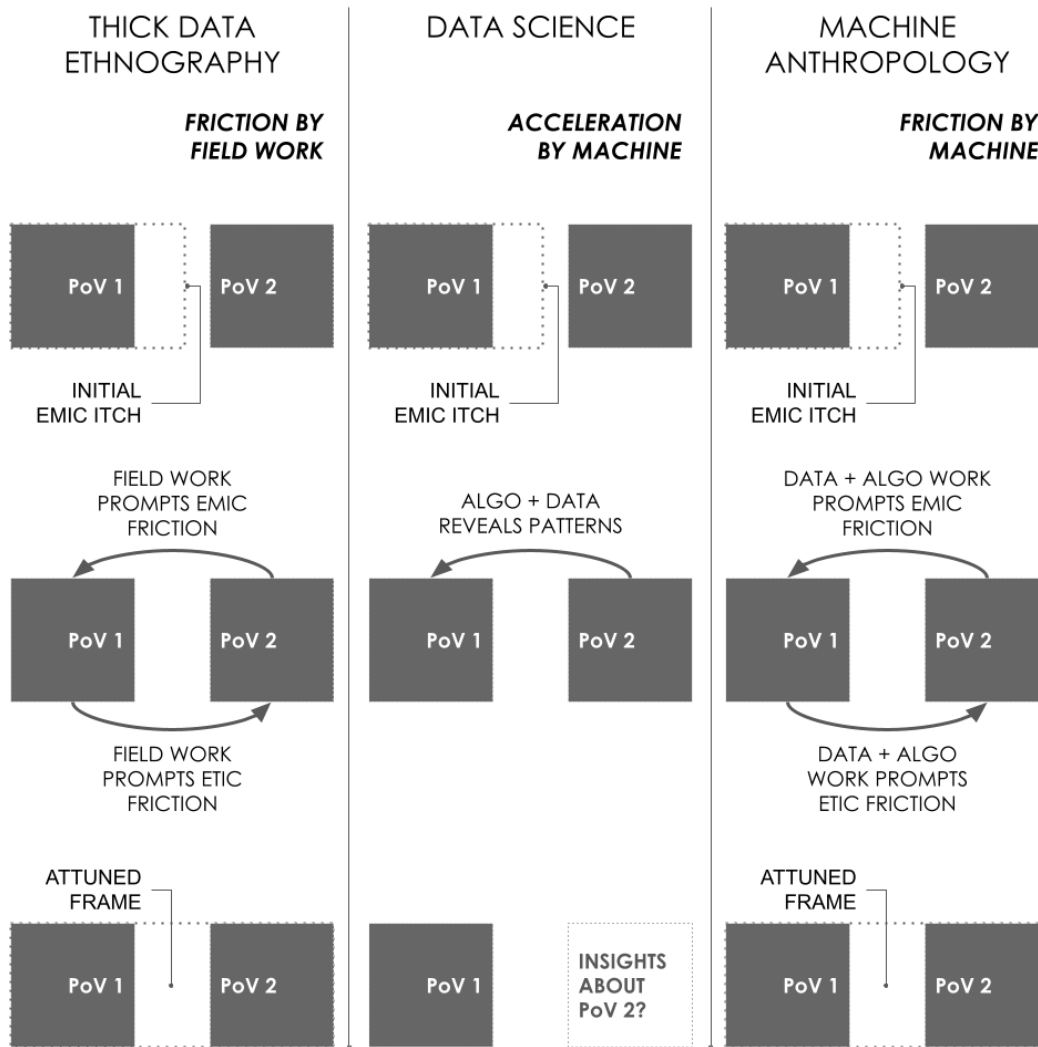 THICK DATA
ETHNOGRAPHY
FRICTION BY
FIELD WORK
PoV 1
PoV 2
INITIAL
EMIC ITCH
FIELD WORK
PROMPTS EMIC
FRICTION
PoV 1
PoV 2
FIELD WORK
PROMPTS ETIC
FRICTION
ATTUNED
FRAME
PoV 1
PoV 2
DATA SCIENCE
ACCELERATION
BY MACHINE
PoV 1
PoV 2
INITIAL
EMIC ITCH
ALGO + DATA
REVEALS PATTERNS
PoV 1
PoV 2
PoV 1
INSIGHTS
ABOUT
PoV 2?
MACHINE
ANTHROPOLOGY
FRICTION BY
MACHINE
PoV 1
PoV 2
INITIAL
EMIC ITCH
DATA + ALGO WORK
PROMPTS EMIC
FRICTION
PoV 1
PoV 2
DATA + ALGO
WORK PROMPTS
ETIC FRICTION
ATTUNED
FRAME
PoV 1
PoV 2